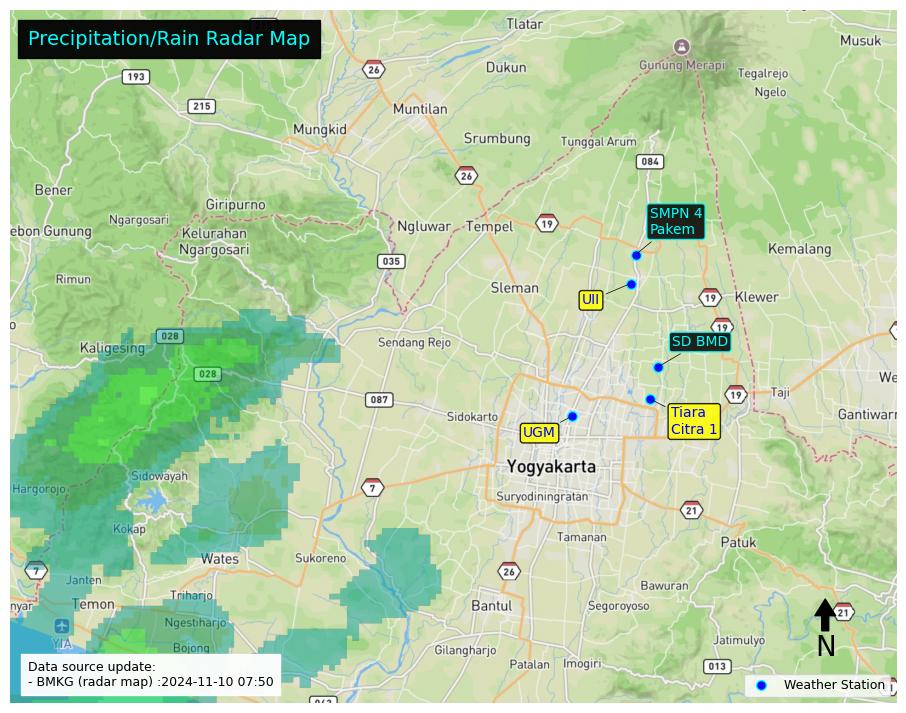 Precipitation/Rain Radar Map
Tlatar
Musuk
26
Gunung Merapi
Dukun
Tegalrejo
193
Ngelo
215
Muntilan
Mungkid
Srumbung
Tunggal Arum
084
26
Bener
Giripurno
SMPN 4
Pakem
Ngargosari
Ngluwar
Tempel
19
ebon Gunung
Kelurahan
Ngargosari
Kemalang
035
Rimun
Sleman
UII
19
Klewer
19
028
Kaligesing
Sendang Rejo
SD BMD
028
We
087
19
Taji
Sidokarto
Tiara
Citra 1
Gantiwarn
UGM
Yogyakarta
Sidowayah
Hargorojo
7
Suryodiningratan
21
Kokap
Tamanan
Patuk
Wates
Sukoreno
7
26
Janten
Bawuran
Triharjo
nyar
Temon
Bantul
Segoroyoso
21
Ngestiharjo
YIA
Bojong
Gilangharjo
Jatimulyo
N
Patalan
Imogiri
013
Data source update:
- BMKG (radar map) :2024-11-10 07:50
Weather Station